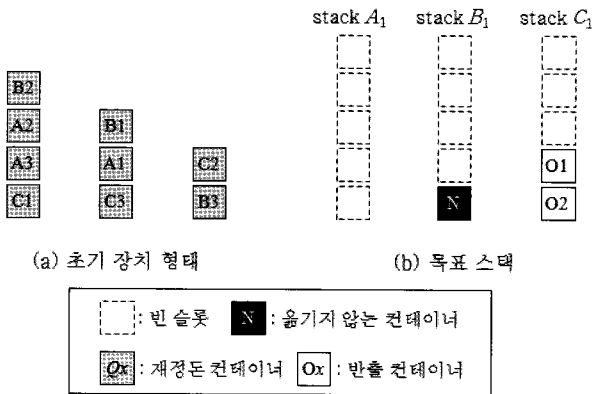 stack A₁ stack B₁ stack C₁
B2
A2 B1
A3 A1 C2 O1
C1 C3 B3 N O2
(a) 초기 장치 형태 (b) 목표 스택
: 빈 슬롯 N : 옮기지 않는 컨테이너
Qx : 재정돈 컨테이너 Ox : 반출 컨테이너